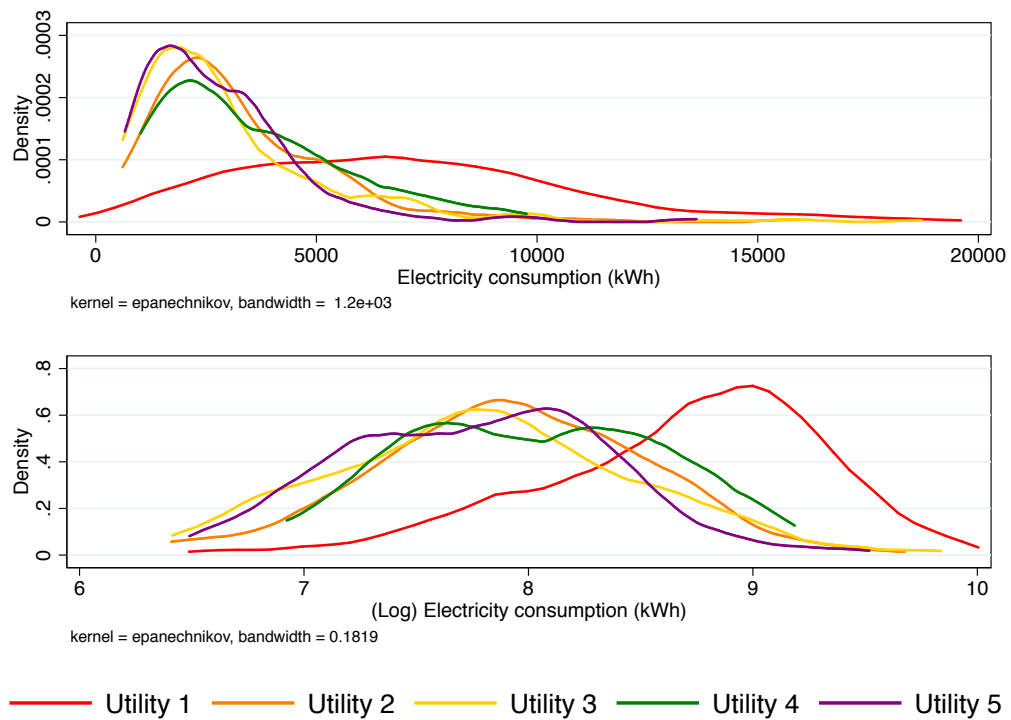 .0003
.0002
.0001
0
Density
0 5000 10000 15000 20000
Electricity consumption (kWh)
kernel = epanechnikov, bandwidth = 1.2e+03
.8
.6
.4
.2
0
Density
6 7 8 9 10
(Log) Electricity consumption (kWh)
kernel = epanechnikov, bandwidth = 0.1819
Utility 1 Utility 2 Utility 3 Utility 4 Utility 5